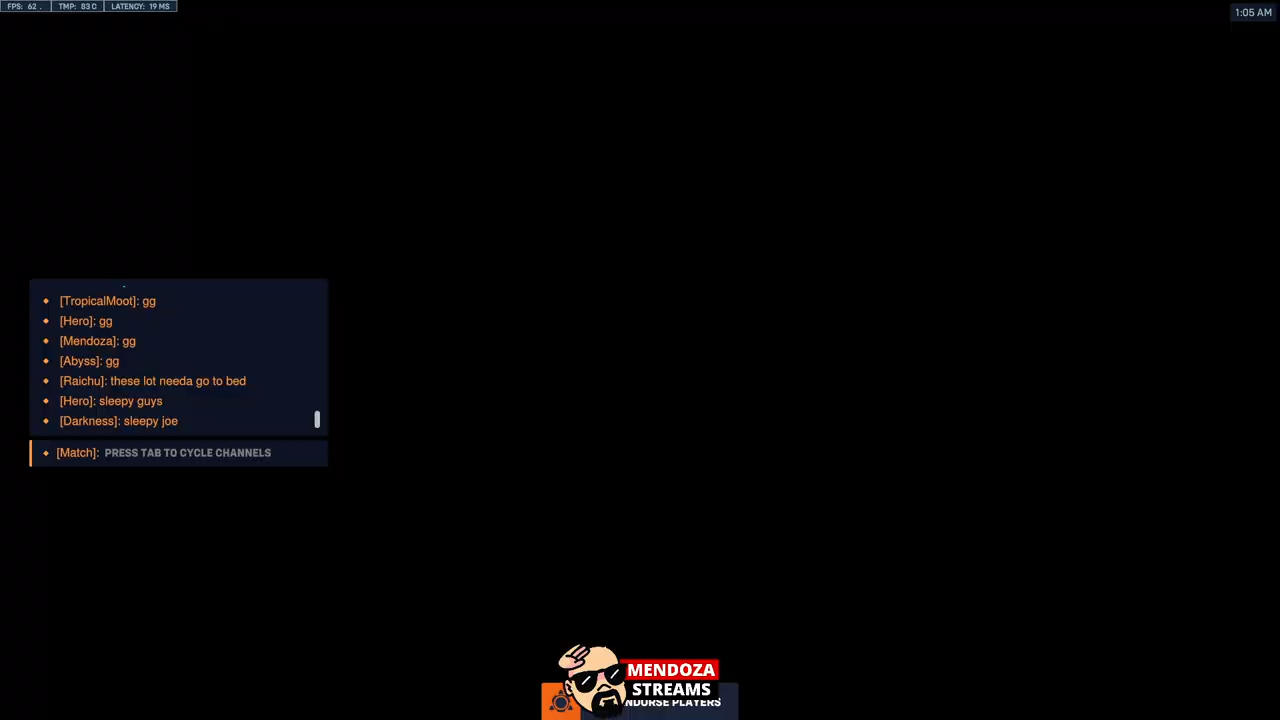 FPS: 62 . TMP: 83 C LATENCY: 19 MS
1:05 AM
[TropicalMoot]: gg
[Hero]: gg
[Mendoza]: gg
[Abyss]: gg
[Raichu]: these lot needa go to bed
[Hero]: sleepy guys
[Darkness]: sleepy joe
[Match]: PRESS TAB TO CYCLE CHANNELS
MENDOZA
STREAMS
NDORSE PLAYERS